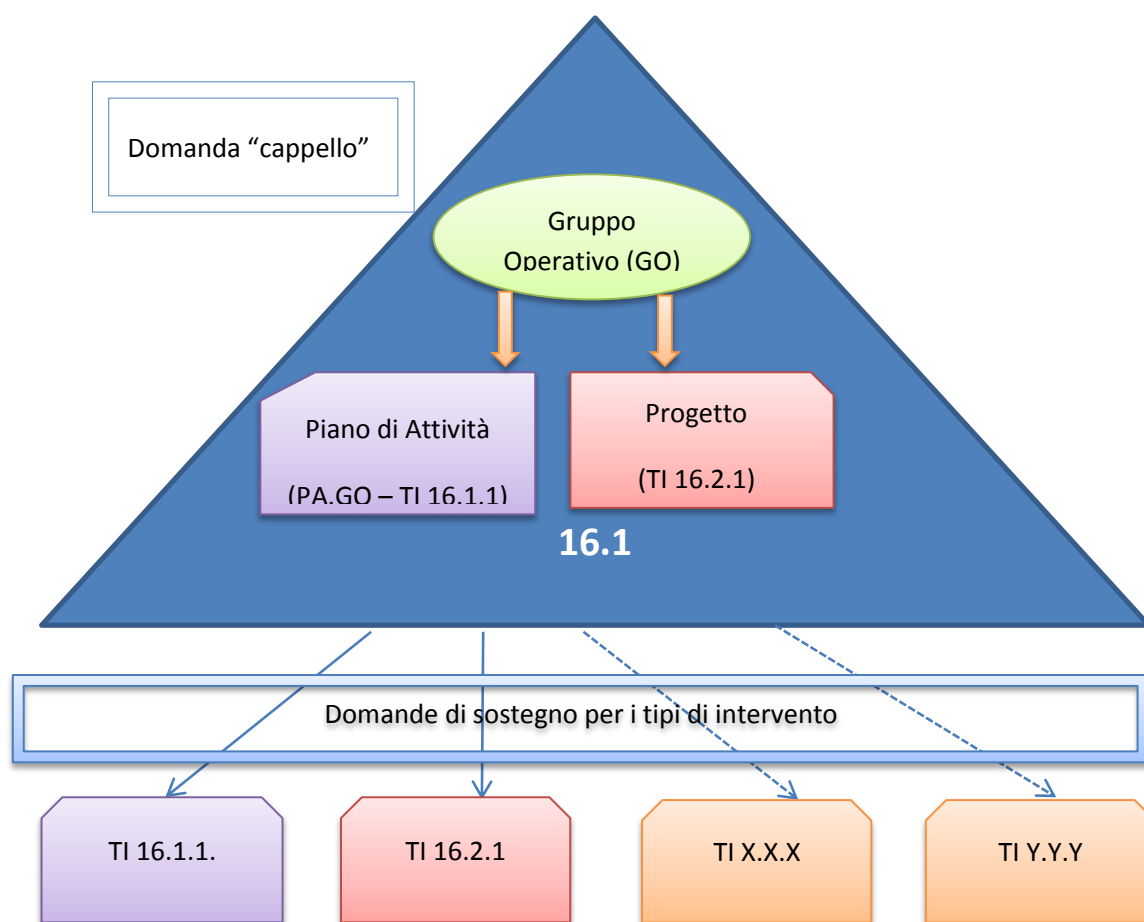 Domanda “cappello”
Gruppo
Operativo (GO)
Piano di Attività
(PA.GO – TI 16.1.1)
Progetto
(TI 16.2.1)
16.1
Domande di sostegno per i tipi di intervento
TI 16.1.1.
TI 16.2.1
TI X.X.X
TI Y.Y.Y